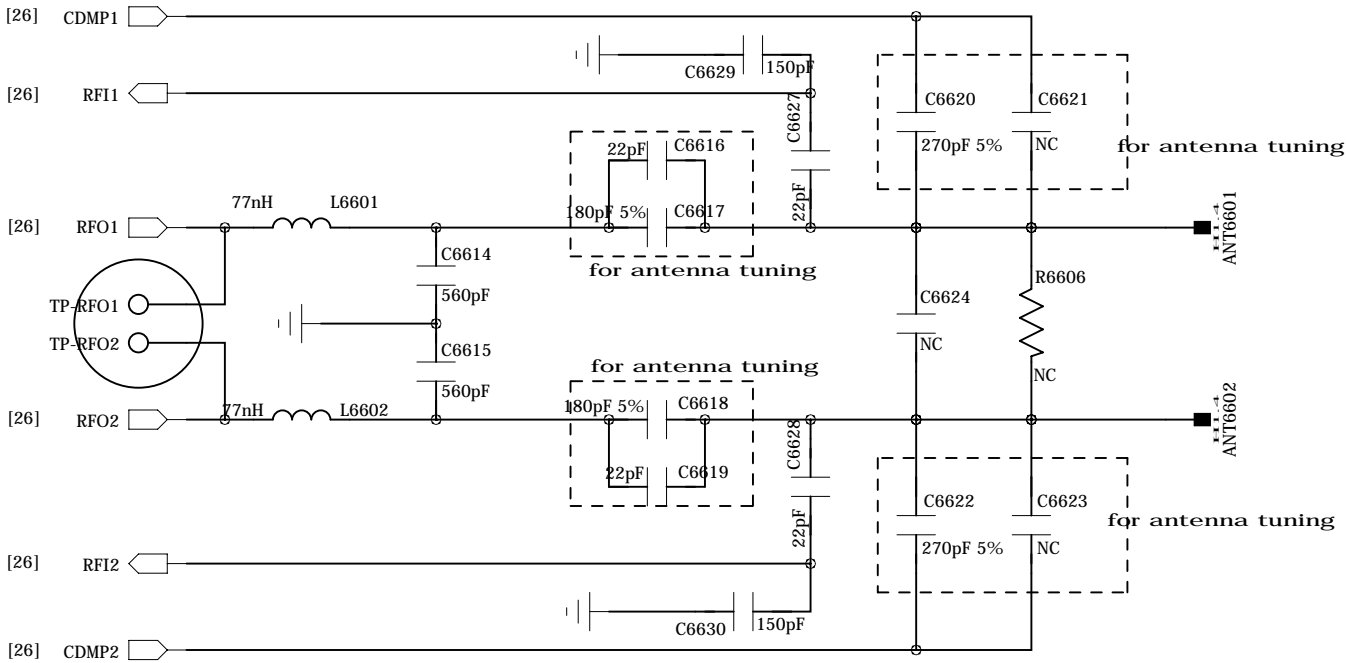 [26] CDMP1
C6629 150pF
[26] RFI1
C6627
22pF
C6620 C6621
270pF 5% NC
for antenna tuning
22pF C6616
180pF 5% C6617
for antenna tuning
77nH L6601
[26] RFO1
ANT6601
C6614
560pF
TP-RFO1
TP-RFO2
C6624
NC
R6606
NC
C6615
560pF
for antenna tuning
180pF 5% C6618
22pF C6619
77nH L6602
[26] RFO2
ANT6602
C6628
22pF
C6622 C6623
270pF 5% NC
for antenna tuning
[26] RFI2
C6630 150pF
[26] CDMP2